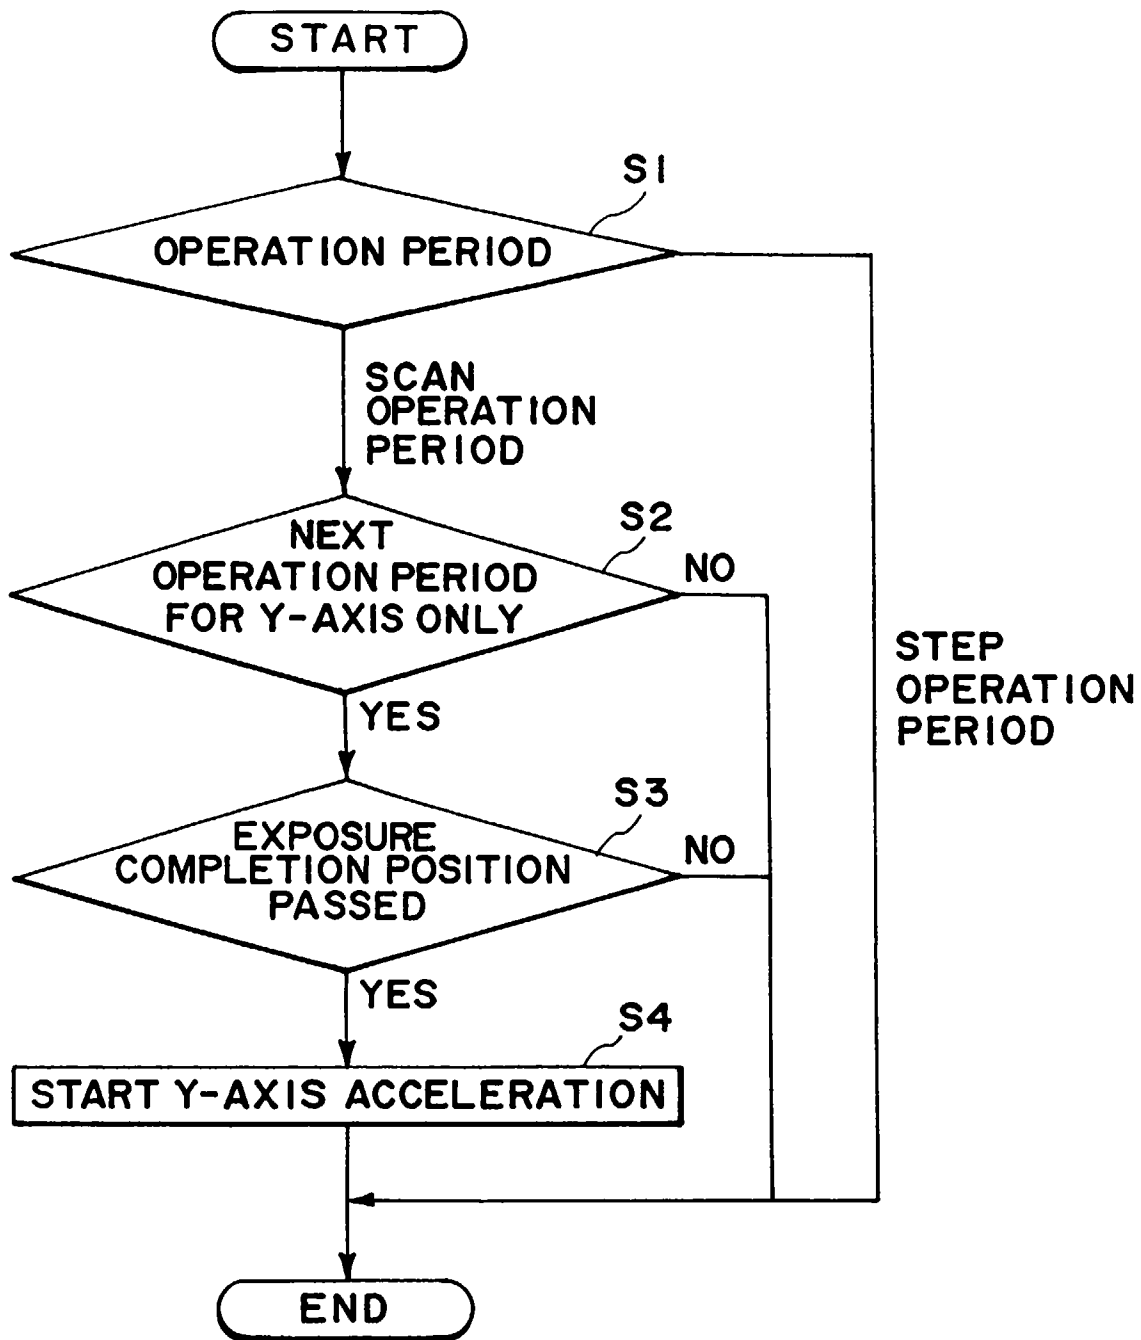 START
S1
OPERATION PERIOD
SCAN
OPERATION
PERIOD
S2
NEXT
OPERATION PERIOD
FOR Y-AXIS ONLY
NO
STEP
OPERATION
PERIOD
YES
S3
EXPOSURE
COMPLETION POSITION
PASSED
NO
YES
S4
START Y-AXIS ACCELERATION
END